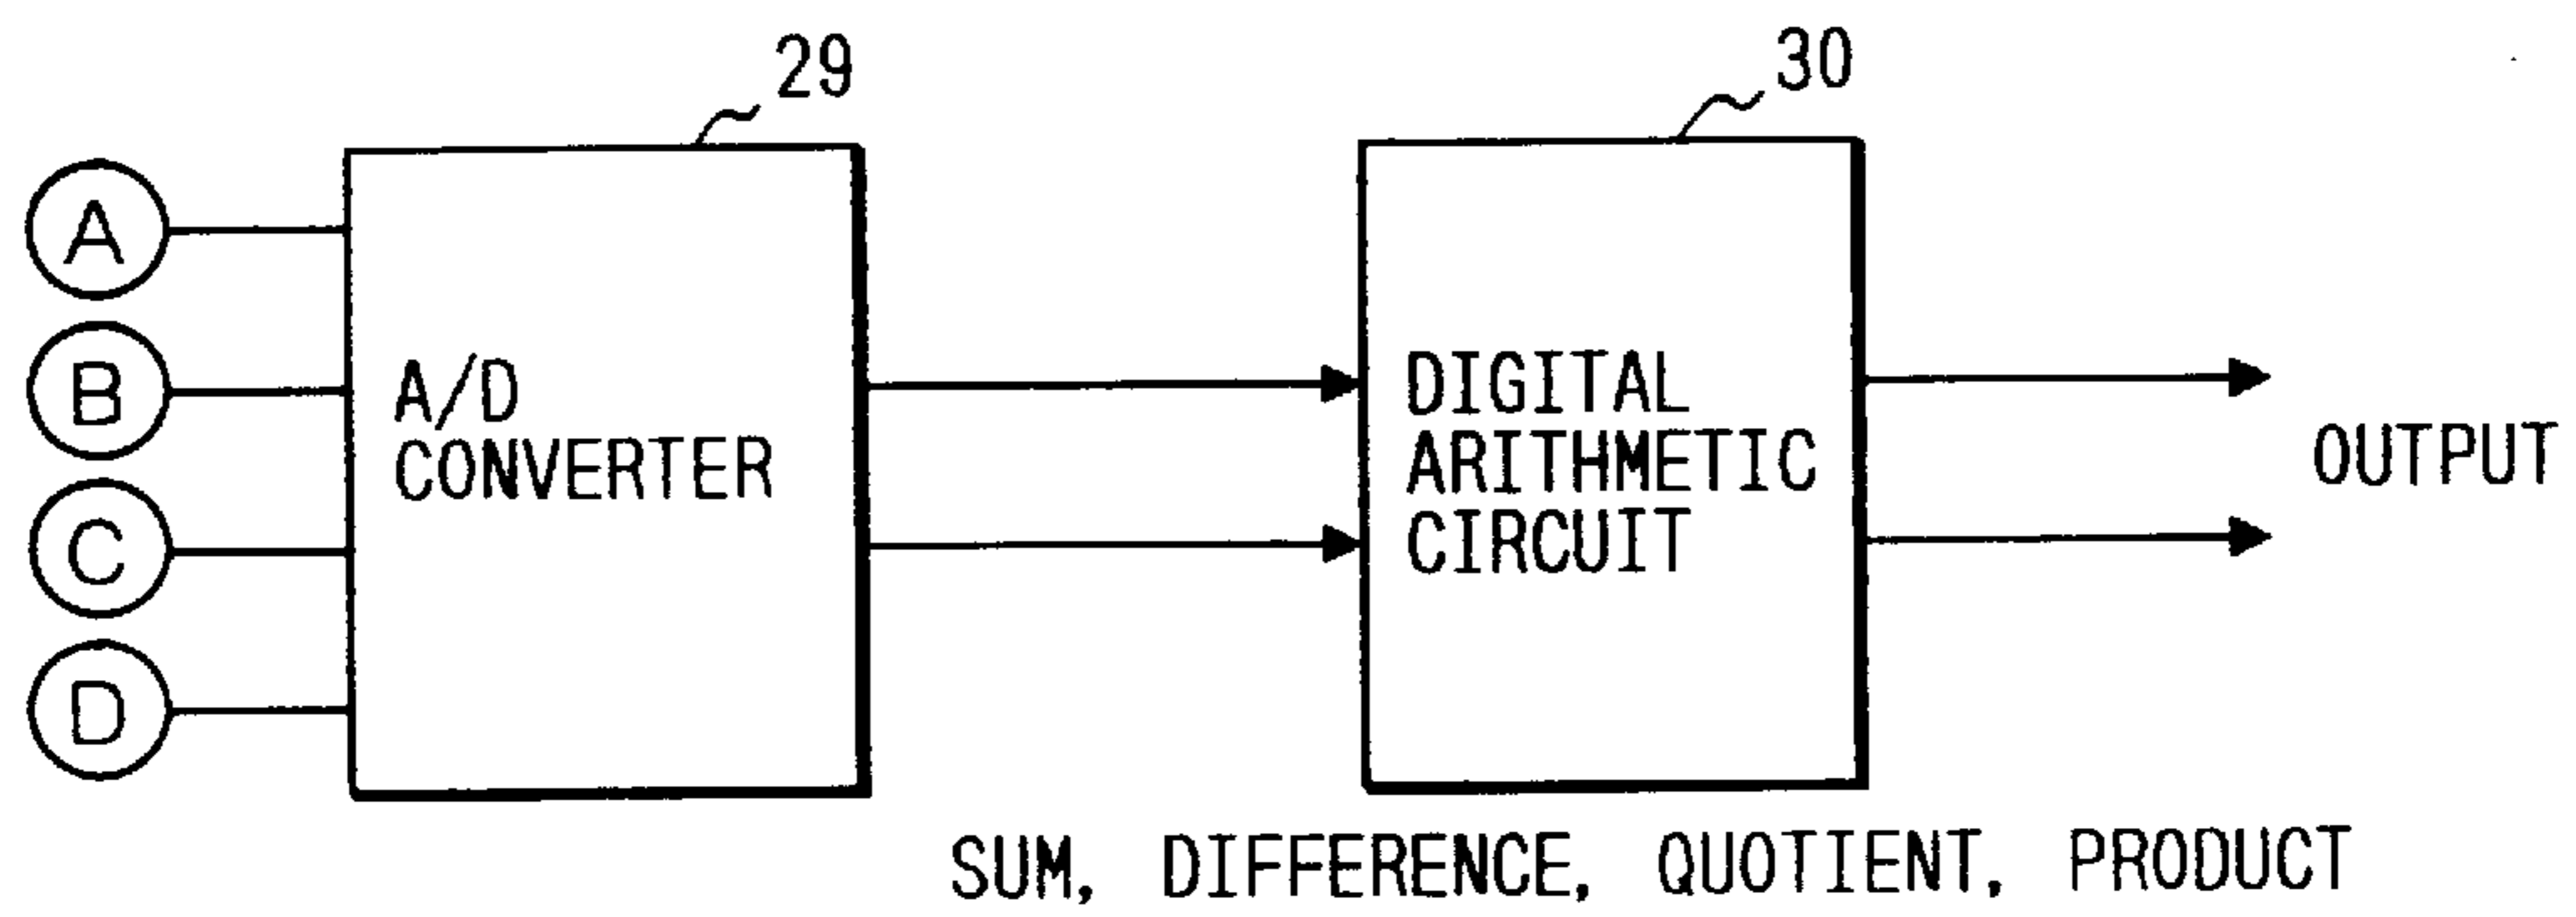 29
30
A
B
C
D
A/D
CONVERTER
DIGITAL
ARITHMETIC
CIRCUIT
OUTPUT
SUM, DIFFERENCE, QUOTIENT, PRODUCT